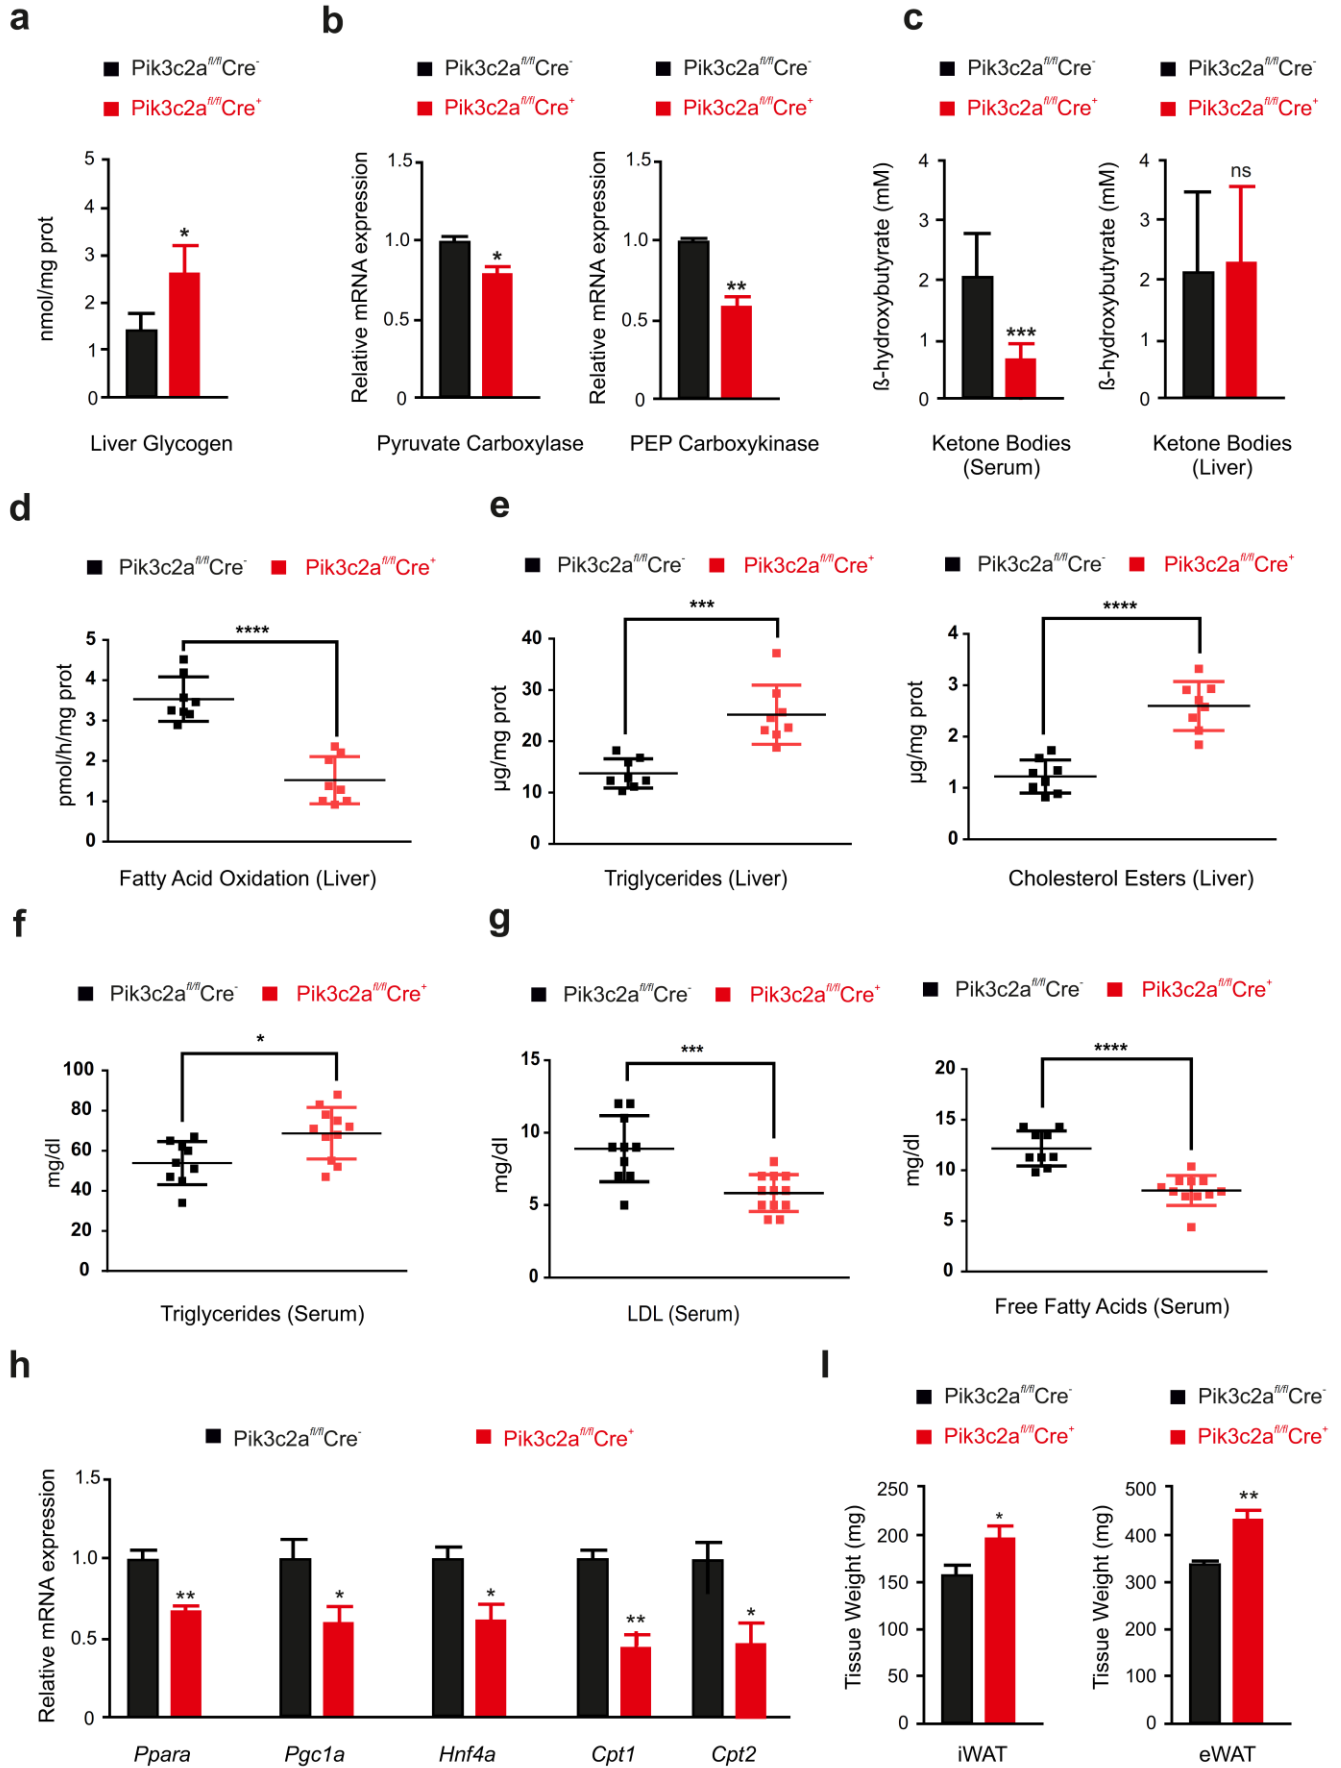 a
b
c
Pik3c2a^fl/fl Cre^-
Pik3c2a^fl/fl Cre^-
Pik3c2a^fl/fl Cre^-
Pik3c2a^fl/fl Cre^-
Pik3c2a^fl/fl Cre^-
Pik3c2a^fl/fl Cre^+
Pik3c2a^fl/fl Cre^+
Pik3c2a^fl/fl Cre^+
Pik3c2a^fl/fl Cre^+
Pik3c2a^fl/fl Cre^+
nmol/mg prot
5
4
3
2
1
0
*
Liver Glycogen
Relative mRNA expression
1.5
1.0
0.5
0
*
Pyruvate Carboxylase
Relative mRNA expression
1.5
1.0
0.5
0
**
PEP Carboxykinase
ß-hydroxybutyrate (mM)
4
3
2
1
0
***
Ketone Bodies
(Serum)
ß-hydroxybutyrate (mM)
4
3
2
1
0
ns
Ketone Bodies
(Liver)
d
Pik3c2a^fl/fl Cre^- Pik3c2a^fl/fl Cre^+
****
pmol/h/mg prot
5
4
3
2
1
0
Fatty Acid Oxidation (Liver)
e
Pik3c2a^fl/fl Cre^- Pik3c2a^fl/fl Cre^+
***
µg/mg prot
40
30
20
10
0
Triglycerides (Liver)
Pik3c2a^fl/fl Cre^- Pik3c2a^fl/fl Cre^+
****
µg/mg prot
4
3
2
1
0
Cholesterol Esters (Liver)
f
Pik3c2a^fl/fl Cre^- Pik3c2a^fl/fl Cre^+
*
mg/dl
100
80
60
40
20
0
Triglycerides (Serum)
g
Pik3c2a^fl/fl Cre^- Pik3c2a^fl/fl Cre^+
***
mg/dl
15
10
5
0
LDL (Serum)
Pik3c2a^fl/fl Cre^- Pik3c2a^fl/fl Cre^+
****
mg/dl
20
15
10
5
0
Free Fatty Acids (Serum)
h
Pik3c2a^fl/fl Cre^- Pik3c2a^fl/fl Cre^+
Relative mRNA expression
1.5
1.0
0.5
0
** * * ** *
Ppara Pgc1a Hnf4a Cpt1 Cpt2
I
Pik3c2a^fl/fl Cre^-
Pik3c2a^fl/fl Cre^+
Tissue Weight (mg)
250
200
150
100
50
0
*
iWAT
Pik3c2a^fl/fl Cre^-
Pik3c2a^fl/fl Cre^+
Tissue Weight (mg)
500
400
300
200
100
0
**
eWAT